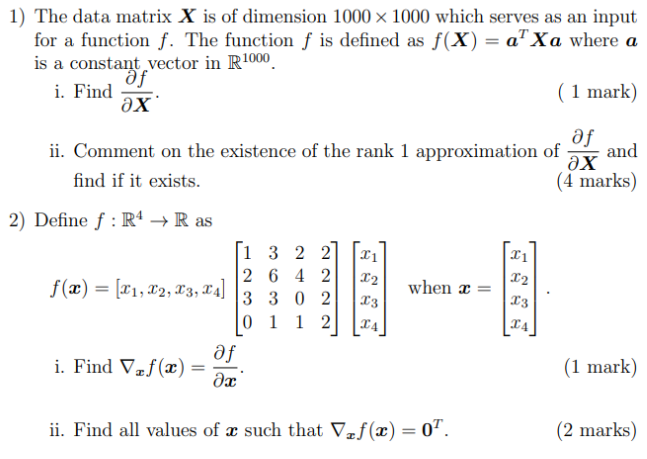 1) The data matrix X is of dimension 1000 × 1000 which serves as an input
for a function f. The function f is defined as f(X) = a^T Xa where a
is a constant vector in ℝ^1000.
i. Find ∂f/∂X. ( 1 mark)
ii. Comment on the existence of the rank 1 approximation of ∂f/∂X and
find if it exists. (4 marks)
2) Define f : ℝ^4 → ℝ as
f(x) = [x1, x2, x3, x4] [1 3 2 2; 2 6 4 2; 3 3 0 2; 0 1 1 2] [x1; x2; x3; x4] when x = [x1; x2; x3; x4].
i. Find ∇_x f(x) = ∂f/∂x. (1 mark)
ii. Find all values of x such that ∇_x f(x) = 0^T. (2 marks)